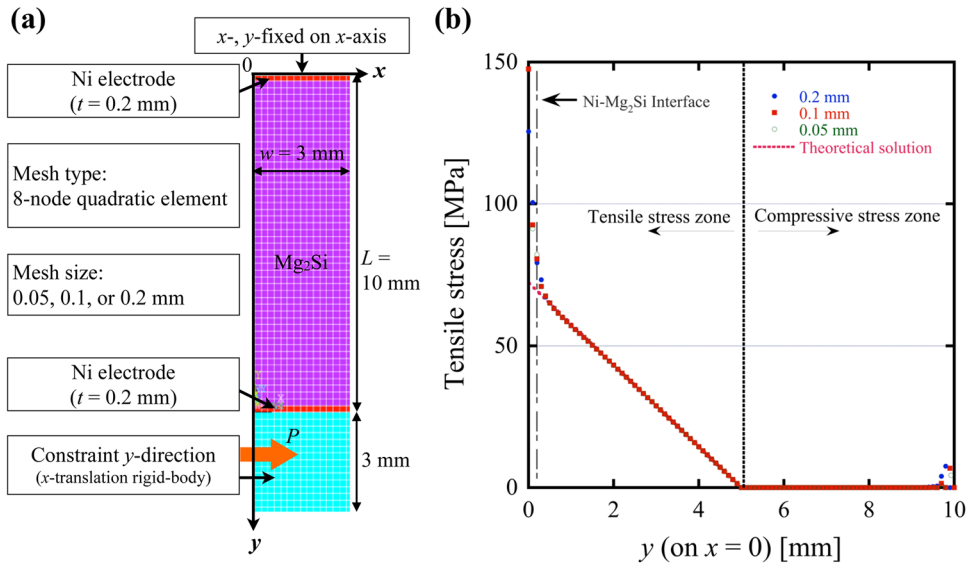 (a)
x-, y-fixed on x-axis
0
x
Ni electrode
(t = 0.2 mm)
w = 3 mm
Mesh type:
8-node quadratic element
Mg₂Si
L =
10 mm
Mesh size:
0.05, 0.1, or 0.2 mm
Ni electrode
(t = 0.2 mm)
P
Constraint y-direction
(x-translation rigid-body)
3 mm
y
(b)
150
100
50
0
Tensile stress [MPa]
Ni-Mg₂Si Interface
0.2 mm
0.1 mm
0.05 mm
Theoretical solution
Tensile stress zone
Compressive stress zone
0 2 4 6 8 10
y (on x = 0) [mm]